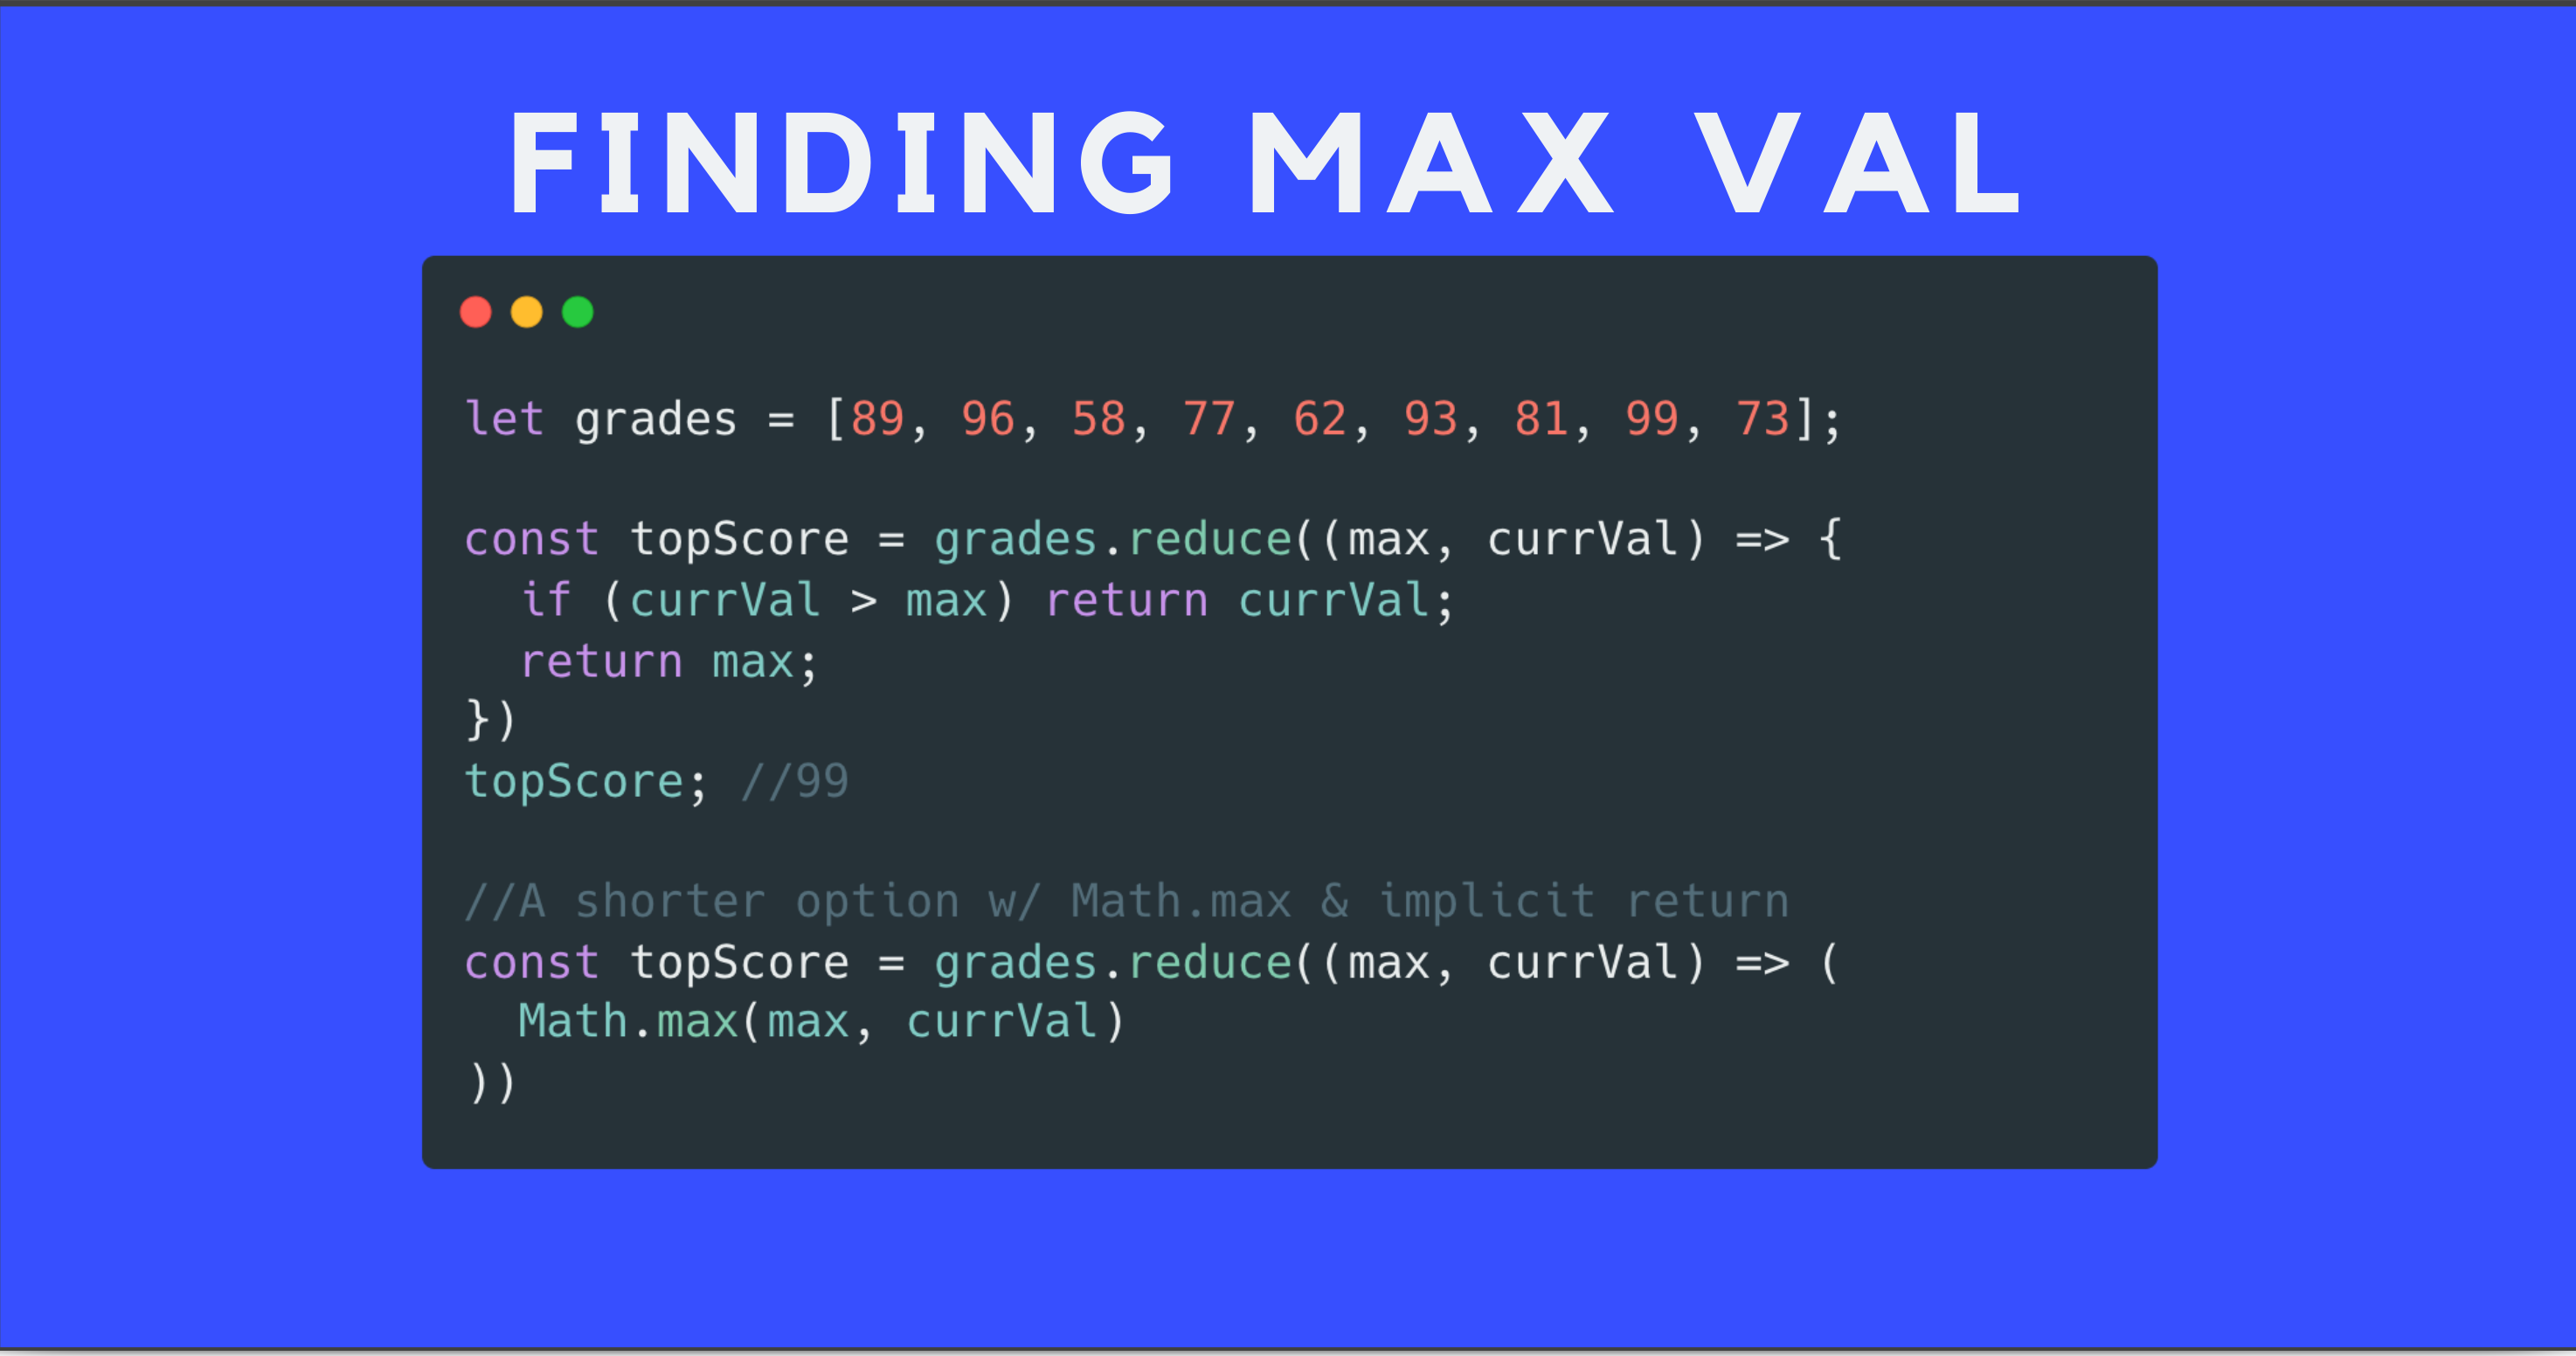 FINDING MAX VAL
let grades = [89, 96, 58, 77, 62, 93, 81, 99, 73];
const topScore = grades.reduce((max, currVal) => {
  if (currVal > max) return currVal;
  return max;
})
topScore; //99
//A shorter option w/ Math.max & implicit return
const topScore = grades.reduce((max, currVal) => (
  Math.max(max, currVal)
))